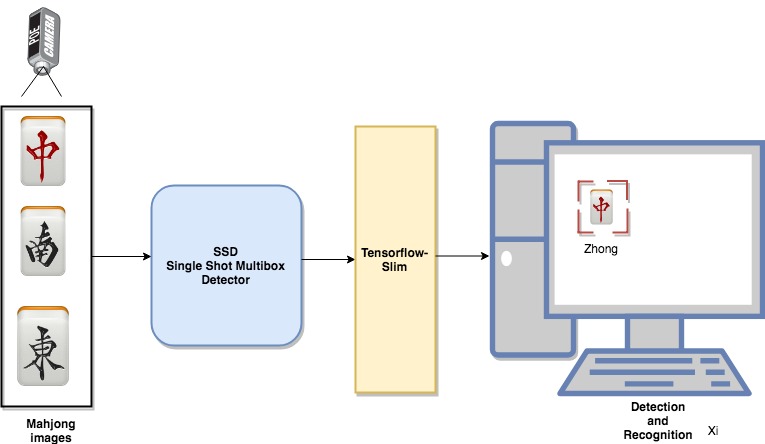 POE
CAMERA
中
南
東
Mahjong
images
SSD
Single Shot Multibox
Detector
Tensorflow-
Slim
中
Zhong
Detection
and
Recognition
Xi